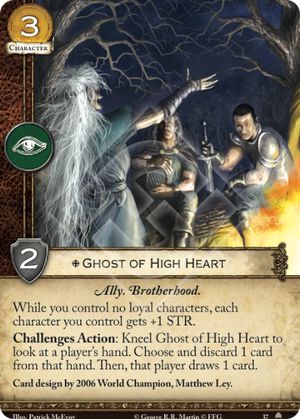 3
Character
2
Ghost of High Heart
Ally. Brotherhood.
While you control no loyal characters, each
character you control gets +1 STR.
Challenges Action: Kneel Ghost of High Heart to
look at a player's hand. Choose and discard 1 card
from that hand. Then, that player draws 1 card.
Card design by 2006 World Champion, Matthew Ley.
Illus. Patrick McEvoy
© George R.R. Martin © FFG
17